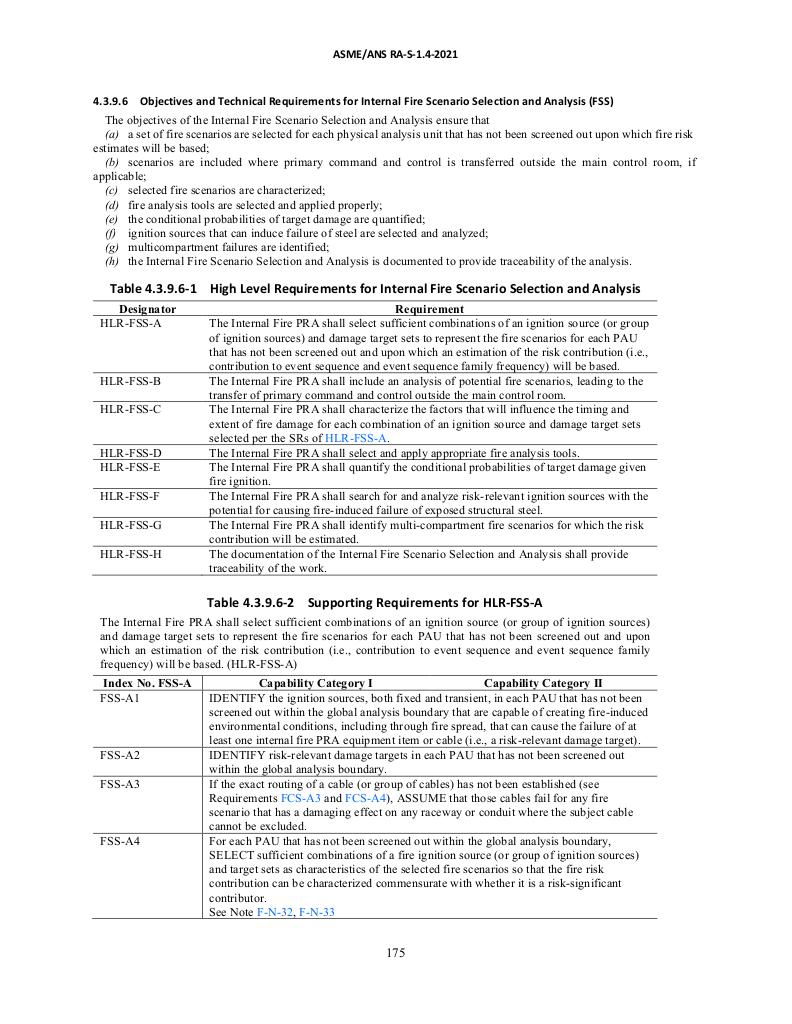 ASME/ANS RA-S-1.4-2021
4.3.9.6 Objectives and Technical Requirements for Internal Fire Scenario Selection and Analysis (FSS)
The objectives of the Internal Fire Scenario Selection and Analysis ensure that
(a) a set of fire scenarios are selected for each physical analysis unit that has not been screened out upon which fire risk
estimates will be based;
(b) scenarios are included where primary command and control is transferred outside the main control room, if
applicable;
(c) selected fire scenarios are characterized;
(d) fire analysis tools are selected and applied properly;
(e) the conditional probabilities of target damage are quantified;
(f) ignition sources that can induce failure of steel are selected and analyzed;
(g) multicompartment failures are identified;
(h) the Internal Fire Scenario Selection and Analysis is documented to provide traceability of the analysis.
Table 4.3.9.6-1 High Level Requirements for Internal Fire Scenario Selection and Analysis
Designator Requirement
HLR-FSS-A The Internal Fire PRA shall select sufficient combinations of an ignition source (or group
of ignition sources) and damage target sets to represent the fire scenarios for each PAU
that has not been screened out and upon which an estimation of the risk contribution (i.e.,
contribution to event sequence and event sequence family frequency) will be based.
HLR-FSS-B The Internal Fire PRA shall include an analysis of potential fire scenarios, leading to the
transfer of primary command and control outside the main control room.
HLR-FSS-C The Internal Fire PRA shall characterize the factors that will influence the timing and
extent of fire damage for each combination of an ignition source and damage target sets
selected per the SRs of HLR-FSS-A.
HLR-FSS-D The Internal Fire PRA shall select and apply appropriate fire analysis tools.
HLR-FSS-E The Internal Fire PRA shall quantify the conditional probabilities of target damage given
fire ignition.
HLR-FSS-F The Internal Fire PRA shall search for and analyze risk-relevant ignition sources with the
potential for causing fire-induced failure of exposed structural steel.
HLR-FSS-G The Internal Fire PRA shall identify multi-compartment fire scenarios for which the risk
contribution will be estimated.
HLR-FSS-H The documentation of the Internal Fire Scenario Selection and Analysis shall provide
traceability of the work.
Table 4.3.9.6-2 Supporting Requirements for HLR-FSS-A
The Internal Fire PRA shall select sufficient combinations of an ignition source (or group of ignition sources)
and damage target sets to represent the fire scenarios for each PAU that has not been screened out and upon
which an estimation of the risk contribution (i.e., contribution to event sequence and event sequence family
frequency) will be based. (HLR-FSS-A)
Index No. FSS-A Capability Category I Capability Category II
FSS-A1 IDENTIFY the ignition sources, both fixed and transient, in each PAU that has not been
screened out within the global analysis boundary that are capable of creating fire-induced
environmental conditions, including through fire spread, that can cause the failure of at
least one internal fire PRA equipment item or cable (i.e., a risk-relevant damage target).
FSS-A2 IDENTIFY risk-relevant damage targets in each PAU that has not been screened out
within the global analysis boundary.
FSS-A3 If the exact routing of a cable (or group of cables) has not been established (see
Requirements FCS-A3 and FCS-A4), ASSUME that those cables fail for any fire
scenario that has a damaging effect on any raceway or conduit where the subject cable
cannot be excluded.
FSS-A4 For each PAU that has not been screened out within the global analysis boundary,
SELECT sufficient combinations of a fire ignition source (or group of ignition sources)
and target sets as characteristics of the selected fire scenarios so that the fire risk
contribution can be characterized commensurate with whether it is a risk-significant
contributor.
See Note F-N-32, F-N-33
175